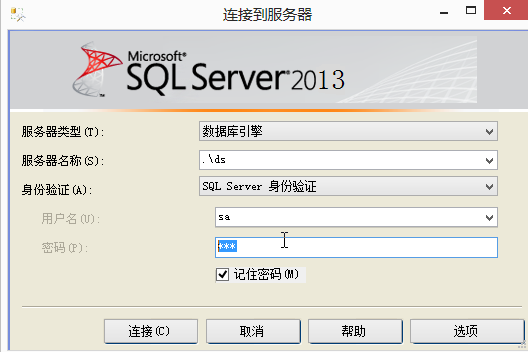 连接到服务器
Microsoft®
SQL Server® 2013
服务器类型(T):
数据库引擎
服务器名称(S):
.\ds
身份验证(A):
SQL Server 身份验证
用户名(U):
sa
密码(P):
***
记住密码(M)
连接(C)
取消
帮助
选项